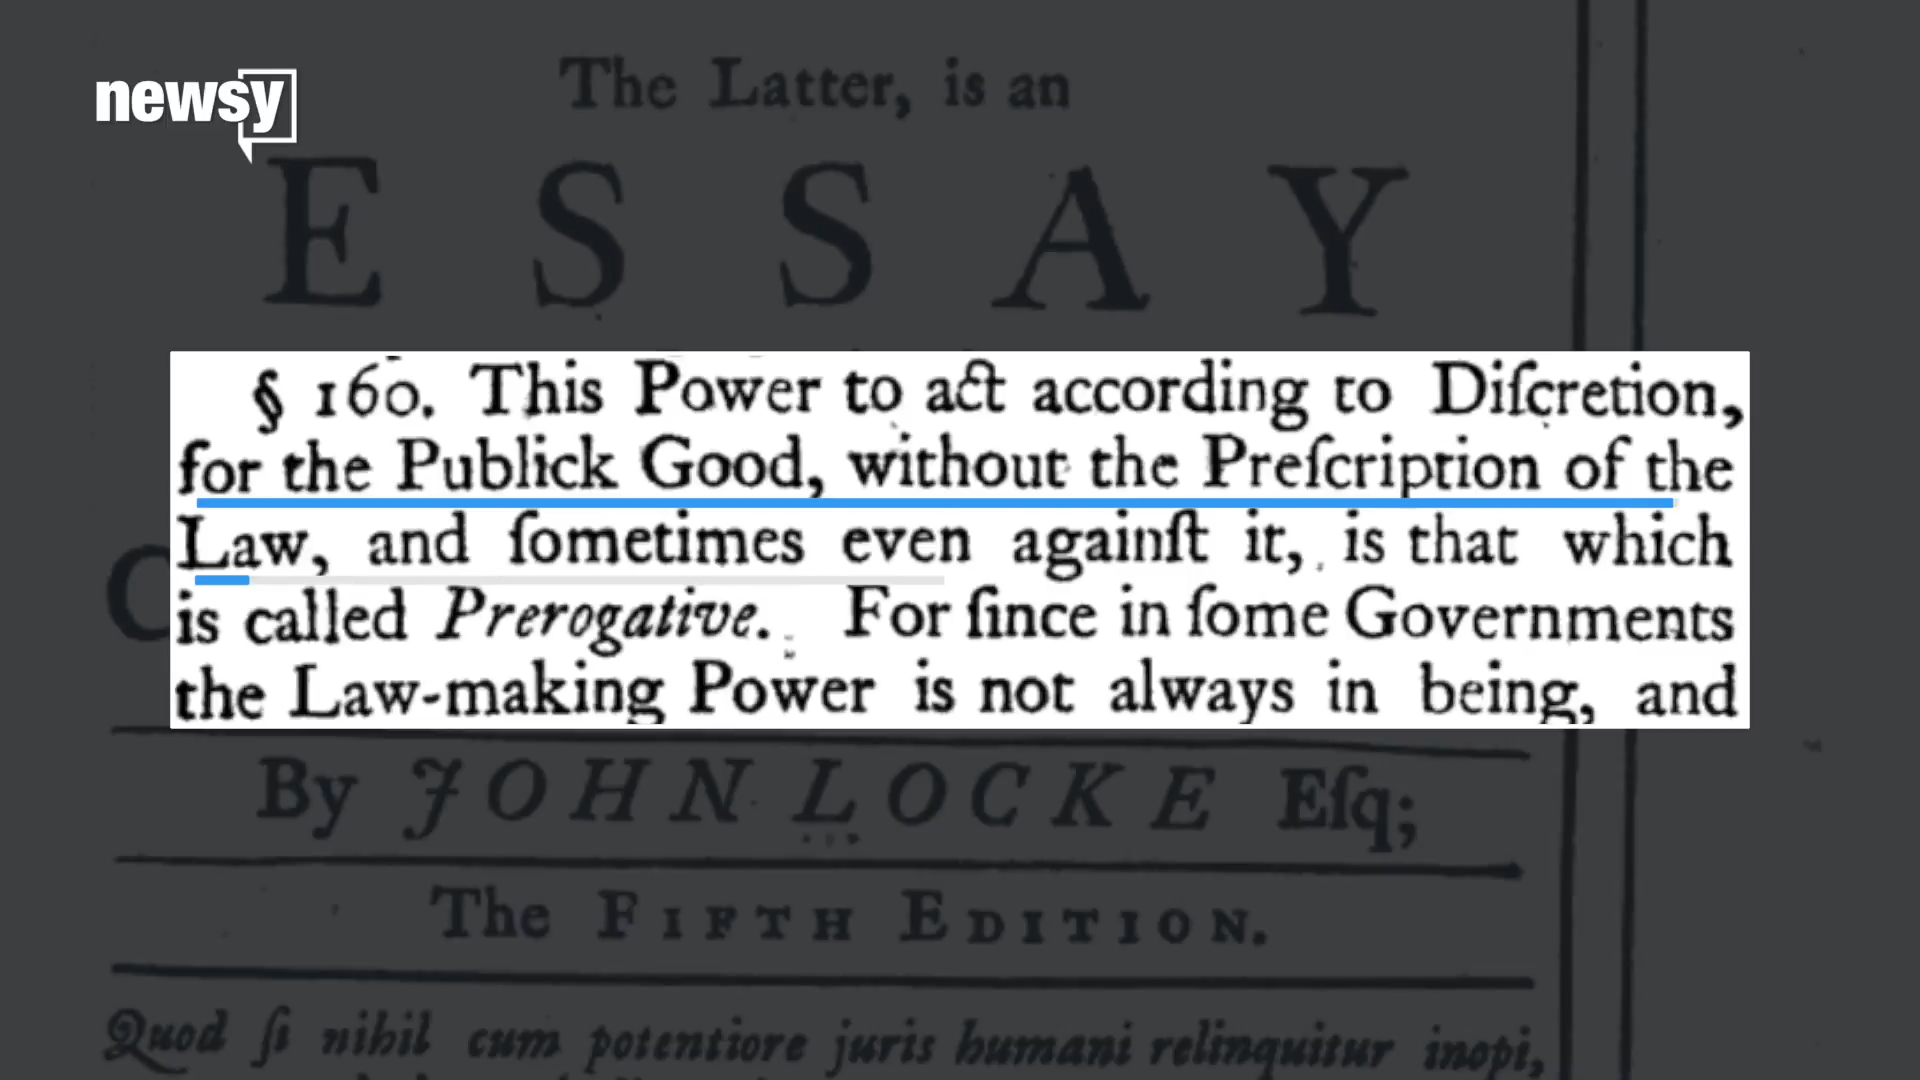 newsy
The Latter, is an
ESSAY
§ 160. This Power to act according to Diſcretion,
for the Publick Good, without the Preſcription of the
Law, and ſometimes even againſt it, is that which
is called Prerogative. For ſince in ſome Governments
the Law-making Power is not always in being, and
By JOHN LOCKE Eſq;
The FIFTH EDITION.
Quod ſi nihil cum potentiore juris humani relinquitur inopi,